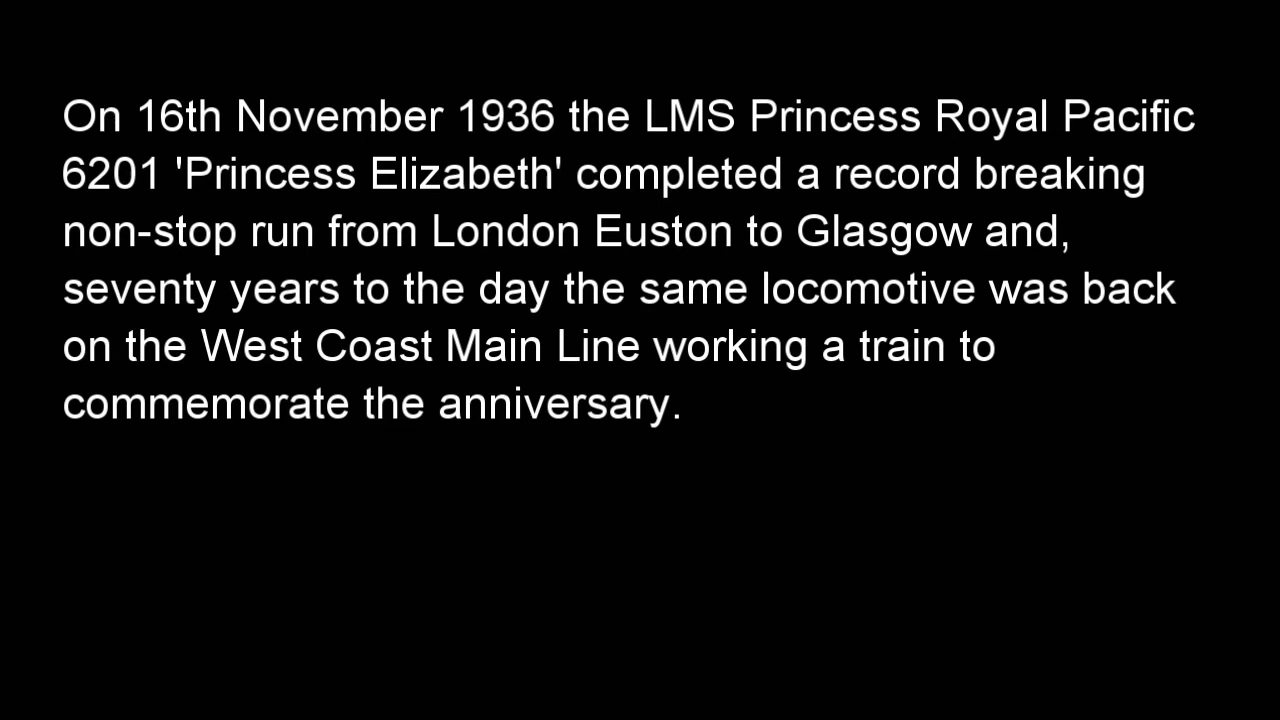 On 16th November 1936 the LMS Princess Royal Pacific
6201 'Princess Elizabeth' completed a record breaking
non-stop run from London Euston to Glasgow and,
seventy years to the day the same locomotive was back
on the West Coast Main Line working a train to
commemorate the anniversary.